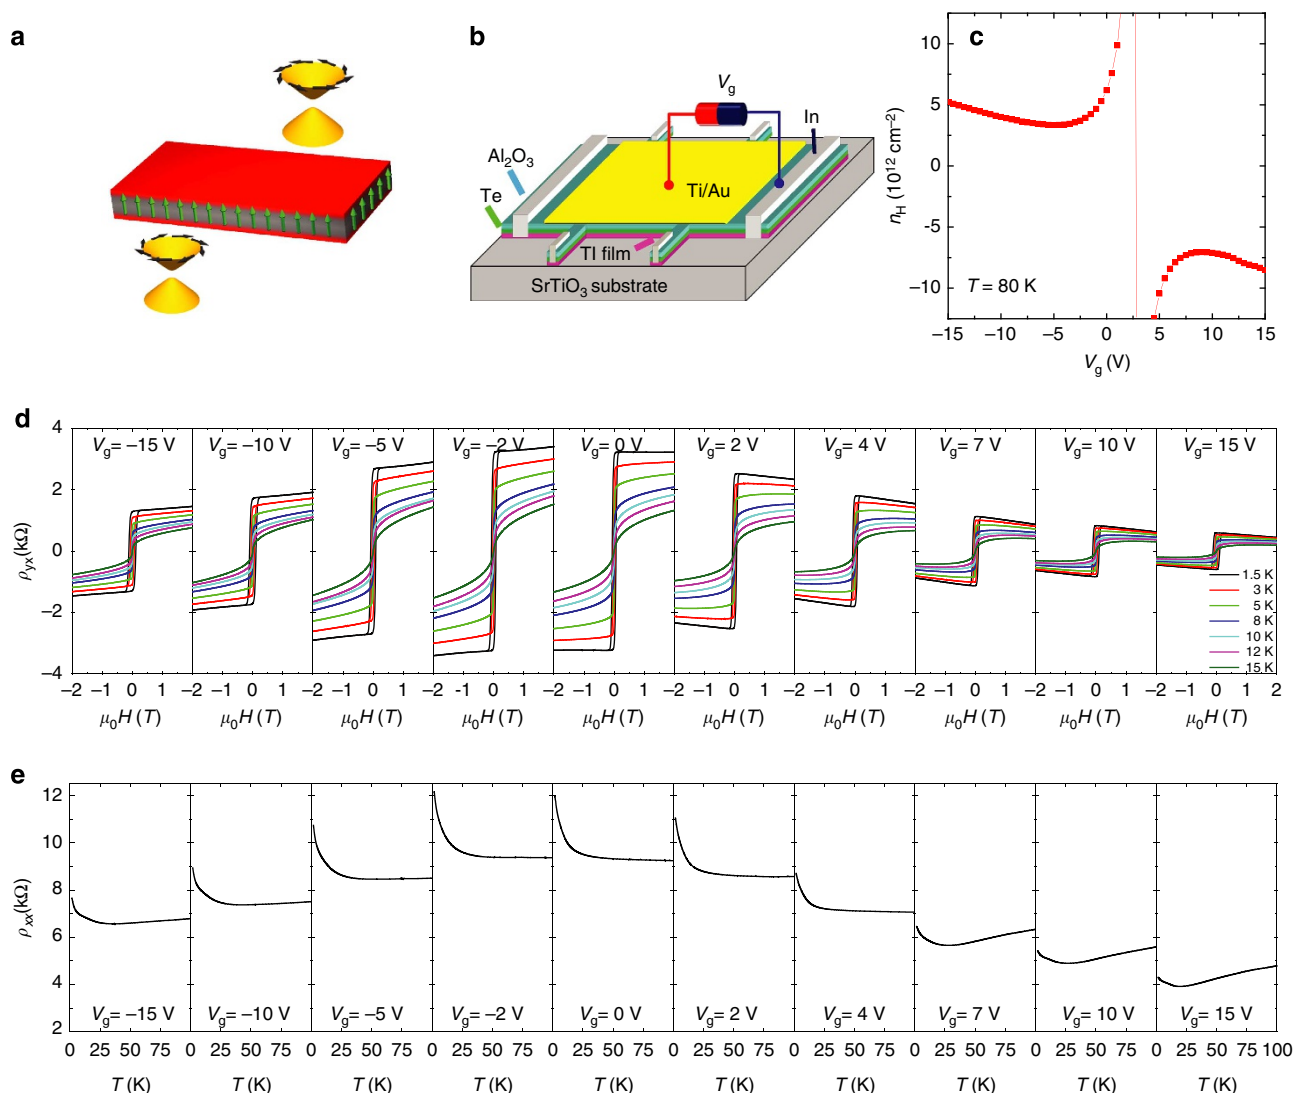 a
b
c
V_g
In
Al₂O₃
Te
Ti/Au
TI film
SrTiO₃ substrate
10
5
0
−5
−10
n_H (10¹² cm⁻²)
T = 80 K
−15 −10 −5 0 5 10 15
V_g (V)
d
4
2
0
−2
−4
ρ_yx(kΩ)
V_g= −15 V V_g= −10 V V_g= −5 V V_g= −2 V V_g= 0 V V_g= 2 V V_g= 4 V V_g= 7 V V_g= 10 V V_g= 15 V
1.5 K
3 K
5 K
8 K
10 K
12 K
15 K
−2 −1 0 1 −2 −1 0 1 −2 −1 0 1 −2 −1 0 1 −2 −1 0 1 −2 −1 0 1 −2 −1 0 1 −2 −1 0 1 −2 −1 0 1 −2 −1 0 1 2
μ₀H (T) μ₀H (T) μ₀H (T) μ₀H (T) μ₀H (T) μ₀H (T) μ₀H (T) μ₀H (T) μ₀H (T) μ₀H (T)
e
12
10
8
6
4
2
ρ_xx(kΩ)
V_g= −15 V V_g= −10 V V_g= −5 V V_g= −2 V V_g= 0 V V_g= 2 V V_g= 4 V V_g= 7 V V_g= 10 V V_g= 15 V
0 25 50 75 0 25 50 75 0 25 50 75 0 25 50 75 0 25 50 75 0 25 50 75 0 25 50 75 0 25 50 75 0 25 50 75 0 25 50 75 100
T (K) T (K) T (K) T (K) T (K) T (K) T (K) T (K) T (K) T (K)